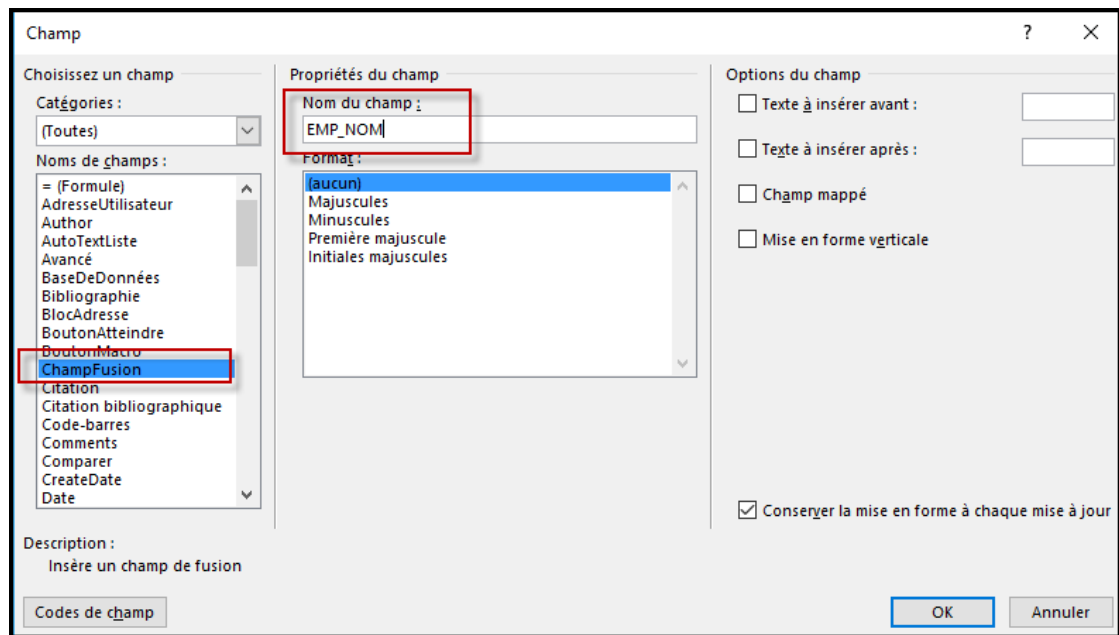 Champ
?
Choisissez un champ
Catégories :
(Toutes)
Noms de champs :
= (Formule)
AdresseUtilisateur
Author
AutoTextListe
Avancé
BaseDeDonnées
Bibliographie
BlocAdresse
BoutonAtteindre
BoutonMacro
ChampFusion
Citation
Citation bibliographique
Code-barres
Comments
Comparer
CreateDate
Date
Propriétés du champ
Nom du champ :
EMP_NOM
Format :
(aucun)
Majuscules
Minuscules
Première majuscule
Initiales majuscules
Options du champ
Texte à insérer avant :
Texte à insérer après :
Champ mappé
Mise en forme verticale
Conserver la mise en forme à chaque mise à jour
Description :
Insère un champ de fusion
Codes de champ
OK
Annuler